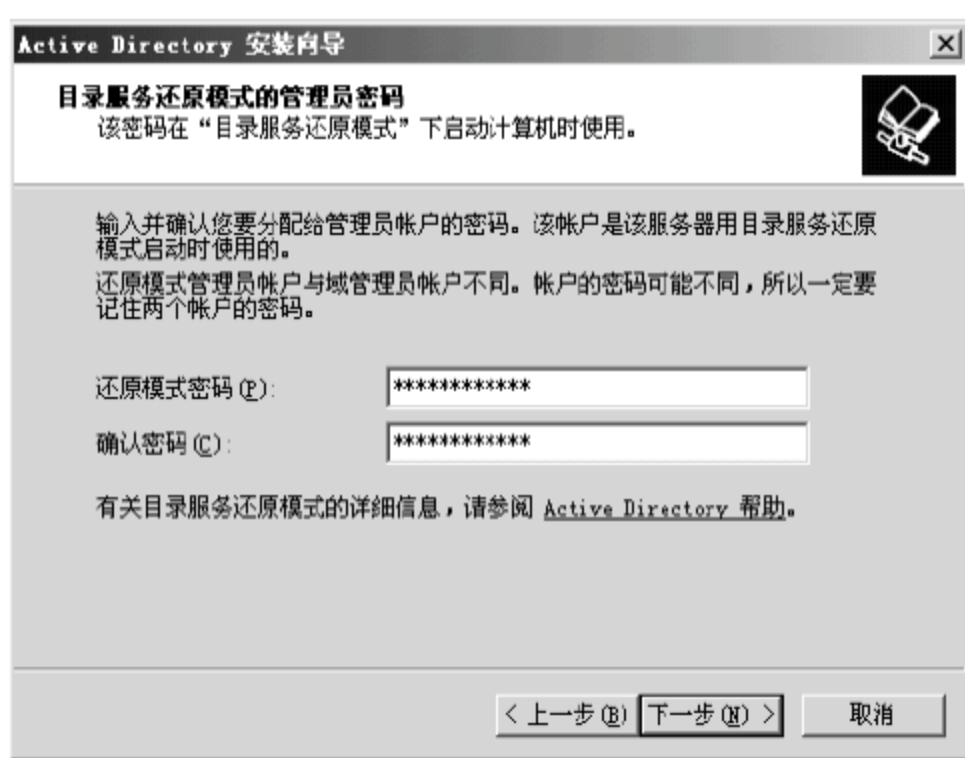 Active Directory 安装向导
目录服务还原模式的管理员密码
该密码在“目录服务还原模式”下启动计算机时使用。
输入并确认您要分配给管理员帐户的密码。该帐户是该服务器用目录服务还原
模式启动时使用的。
还原模式管理员帐户与域管理员帐户不同。帐户的密码可能不同，所以一定要
记住两个帐户的密码。
还原模式密码(P): ************
确认密码(C): ************
有关目录服务还原模式的详细信息，请参阅 Active Directory 帮助。
< 上一步(B) 下一步(N) > 取消